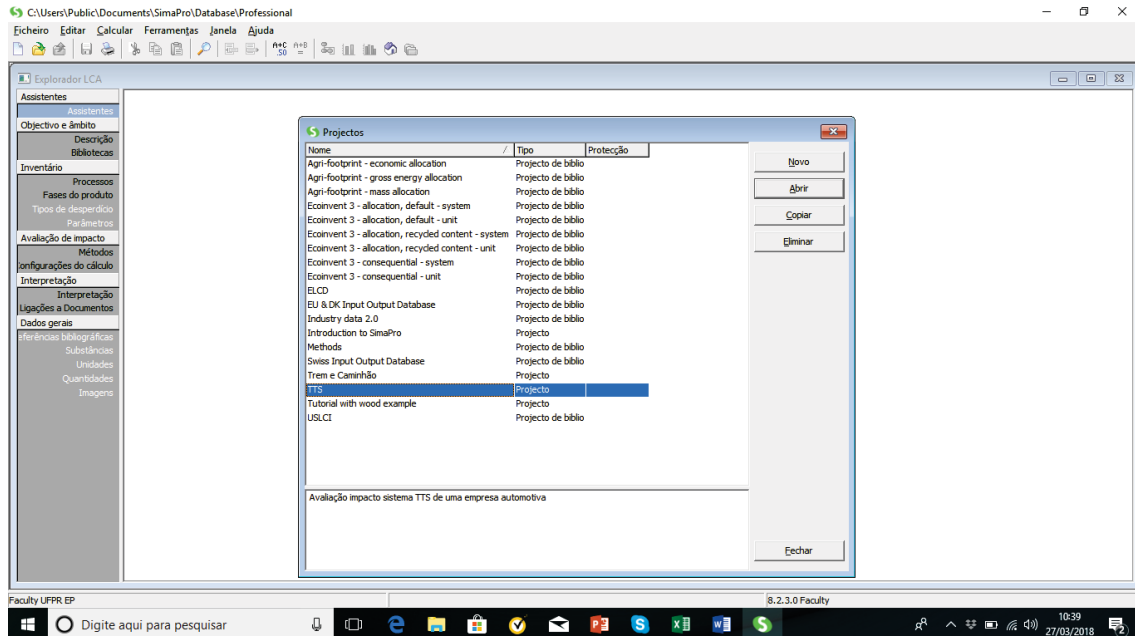 C:\Users\Public\Documents\SimaPro\Database\Professional
Ficheiro Editar Calcular Ferramentas Janela Ajuda
A+C .50 A+B =
Explorador LCA
Assistentes
Assistentes
Objectivo e âmbito
Descrição
Bibliotecas
Inventário
Processos
Fases do produto
Tipos de desperdício
Parâmetros
Avaliação de impacto
Métodos
onfigurações do cálculo
Interpretação
Interpretação
Ligações a Documentos
Dados gerais
eferências bibliográficas
Substâncias
Unidades
Quantidades
Imagens
Projectos
Nome / Tipo Protecção
Agri-footprint - economic allocation Projecto de biblio
Agri-footprint - gross energy allocation Projecto de biblio
Agri-footprint - mass allocation Projecto de biblio
Ecoinvent 3 - allocation, default - system Projecto de biblio
Ecoinvent 3 - allocation, default - unit Projecto de biblio
Ecoinvent 3 - allocation, recycled content - system Projecto de biblio
Ecoinvent 3 - allocation, recycled content - unit Projecto de biblio
Ecoinvent 3 - consequential - system Projecto de biblio
Ecoinvent 3 - consequential - unit Projecto de biblio
ELCD Projecto de biblio
EU & DK Input Output Database Projecto de biblio
Industry data 2.0 Projecto de biblio
Introduction to SimaPro Projecto
Methods Projecto de biblio
Swiss Input Output Database Projecto de biblio
Trem e Caminhão Projecto
TTS Projecto
Tutorial with wood example Projecto
USLCI Projecto de biblio
Novo
Abrir
Copiar
Eliminar
Avaliação impacto sistema TTS de uma empresa automotiva
Fechar
Faculty UFPR EP 8.2.3.0 Faculty
Digite aqui para pesquisar
10:39
27/03/2018